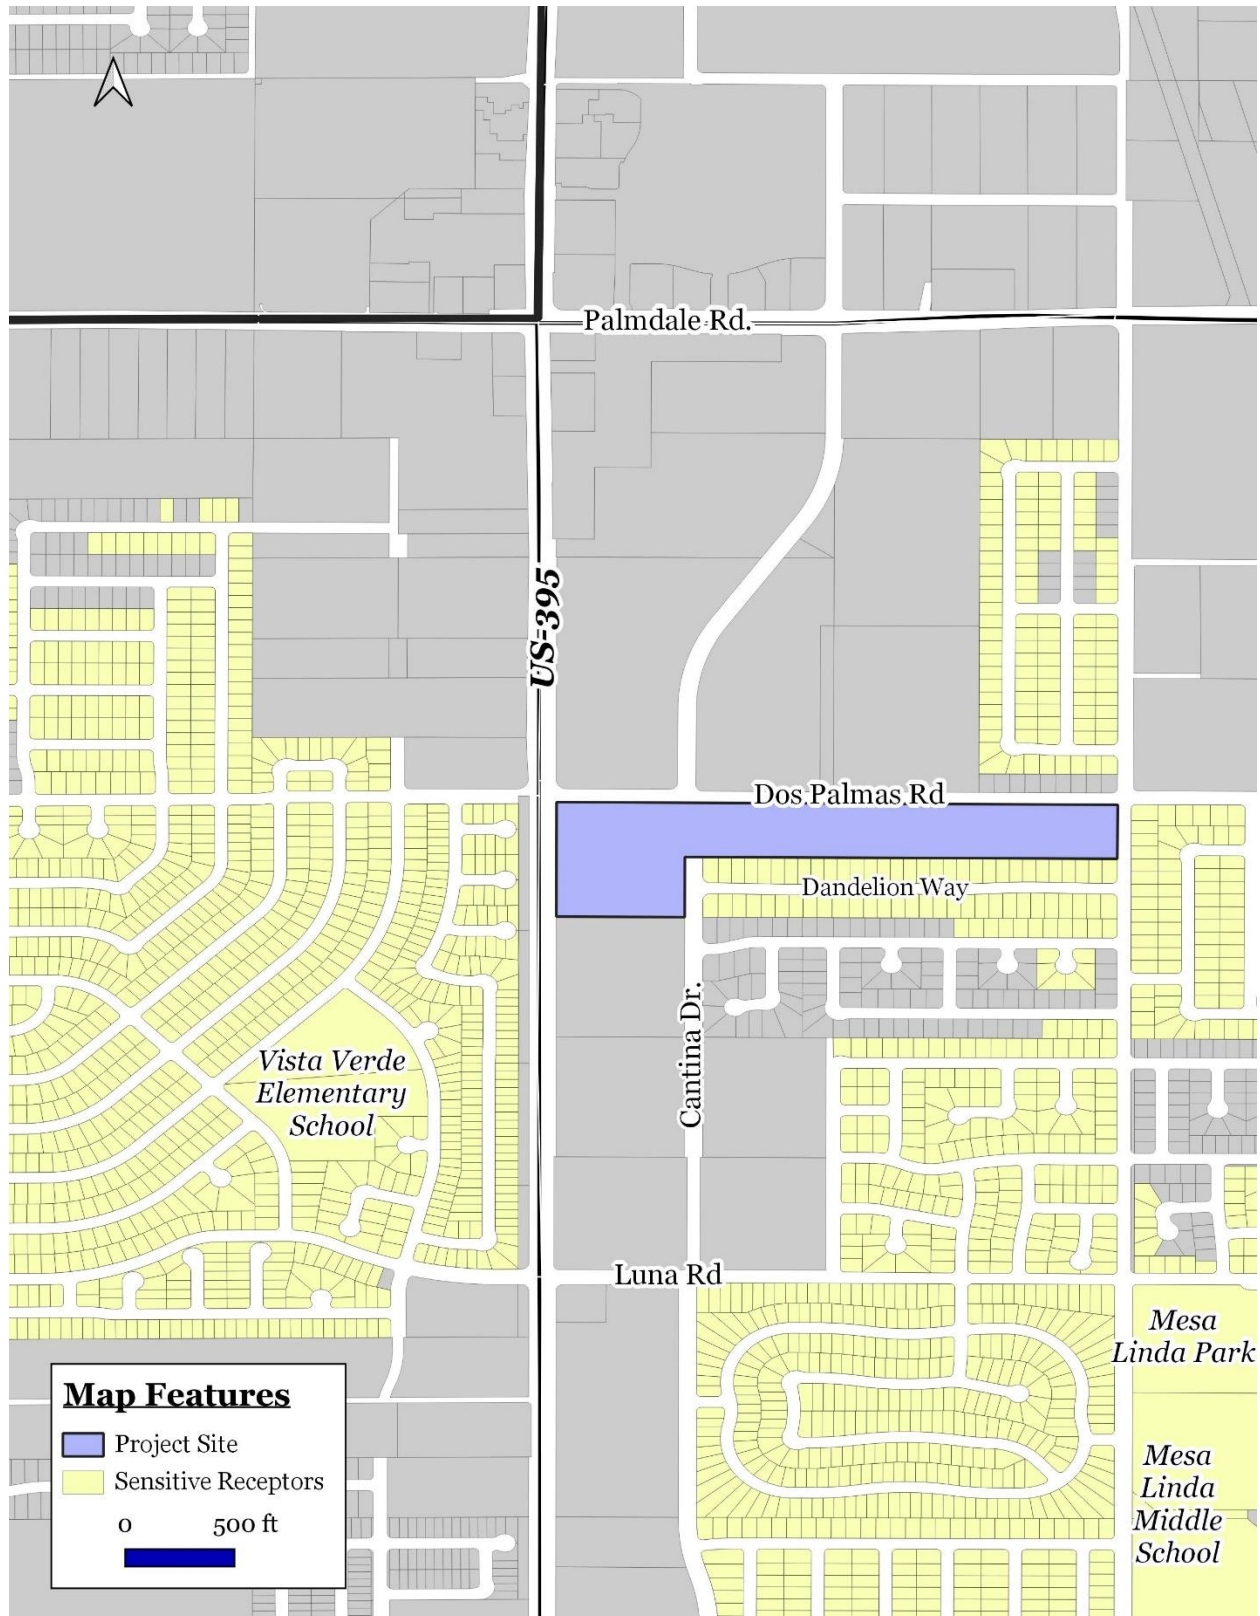 Palmdale Rd.
US-395
Dos Palmas Rd
Dandelion Way
Cantina Dr.
Vista Verde
Elementary
School
Luna Rd
Mesa
Linda Park
Mesa
Linda
Middle
School
Map Features
Project Site
Sensitive Receptors
0 500 ft